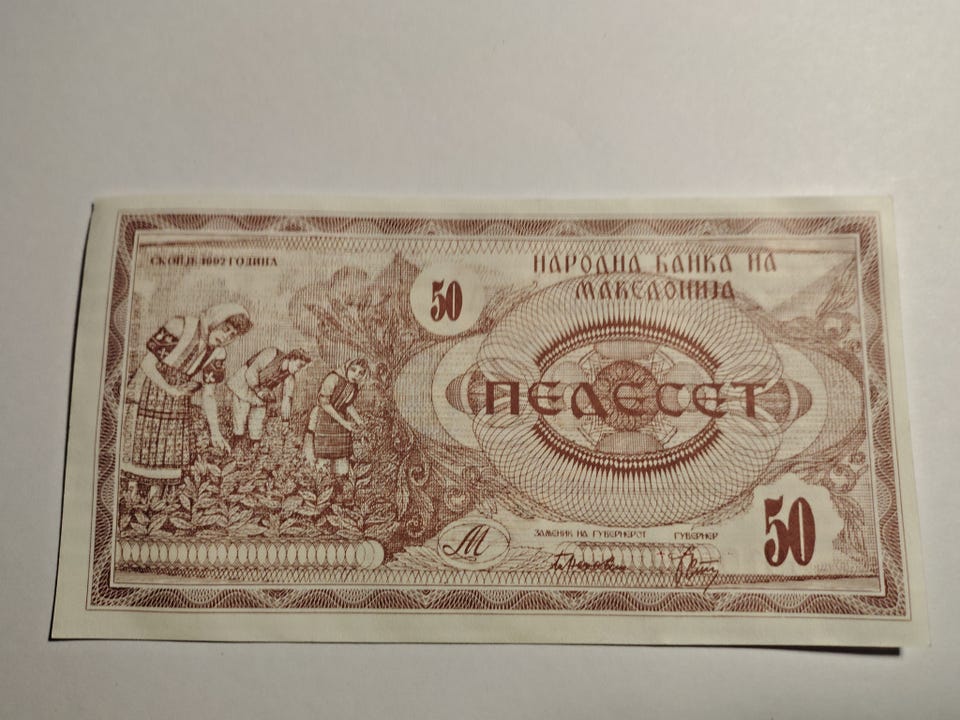 СКОПЈЕ 1992 ГОДИНА
50
НАРОДНА БАНКА НА
МАКЕДОНИЈА
ПЕДЕСЕТ
М
ЗАМЕНИК НА ГУВЕРНЕРОТ
ГУВЕРНЕР
50